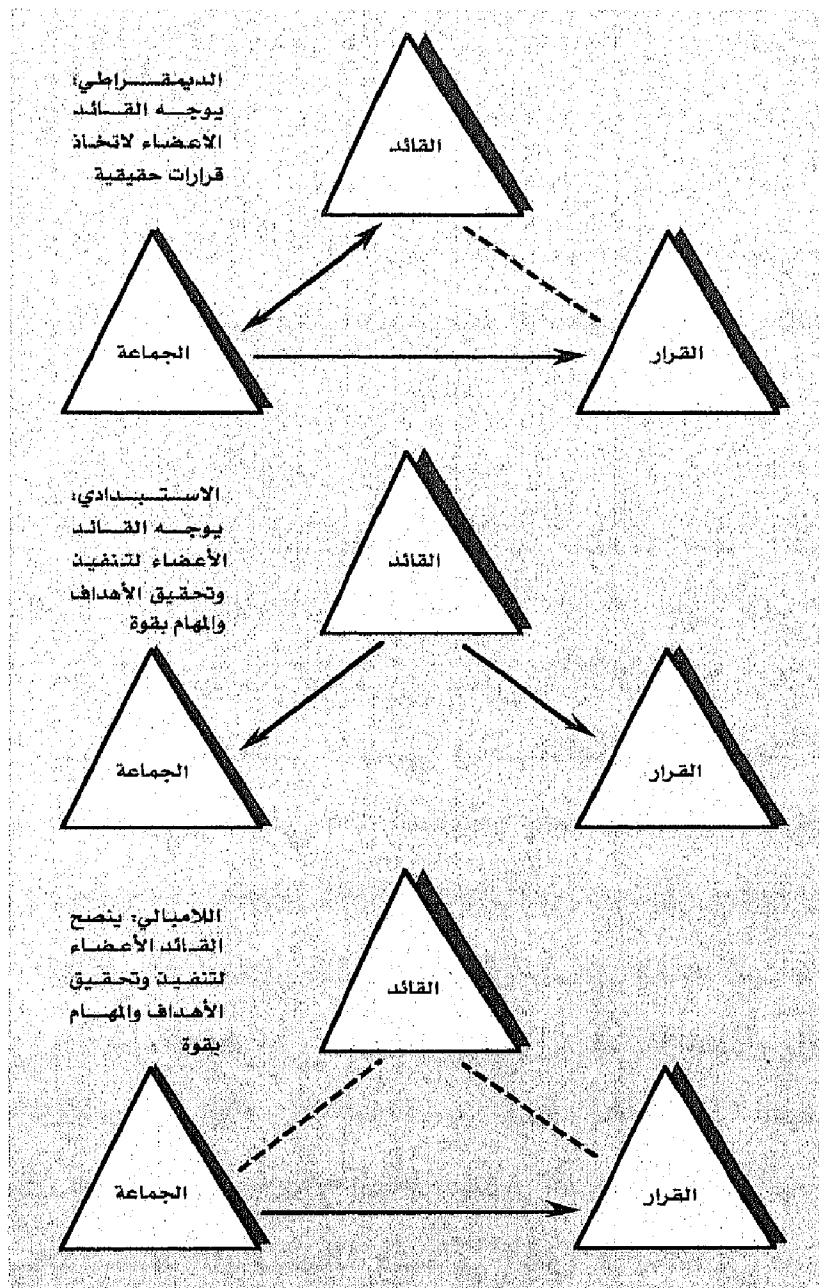 الديمقراطي:
يوجه القائد
الاعضاء لاتخاذ
قرارات حقيقية
القائد
الجماعة
القرار
الاستبدادي:
يوجه القائد
الأعضاء لتنفيذ
وتحقيق الأهداف
والمهام بقوة
القائد
الجماعة
القرار
اللامبالي: ينصح
القائد الأعضاء
لتنفيذ وتحقيق
الأهداف والمهام
بقوة
القائد
الجماعة
القرار